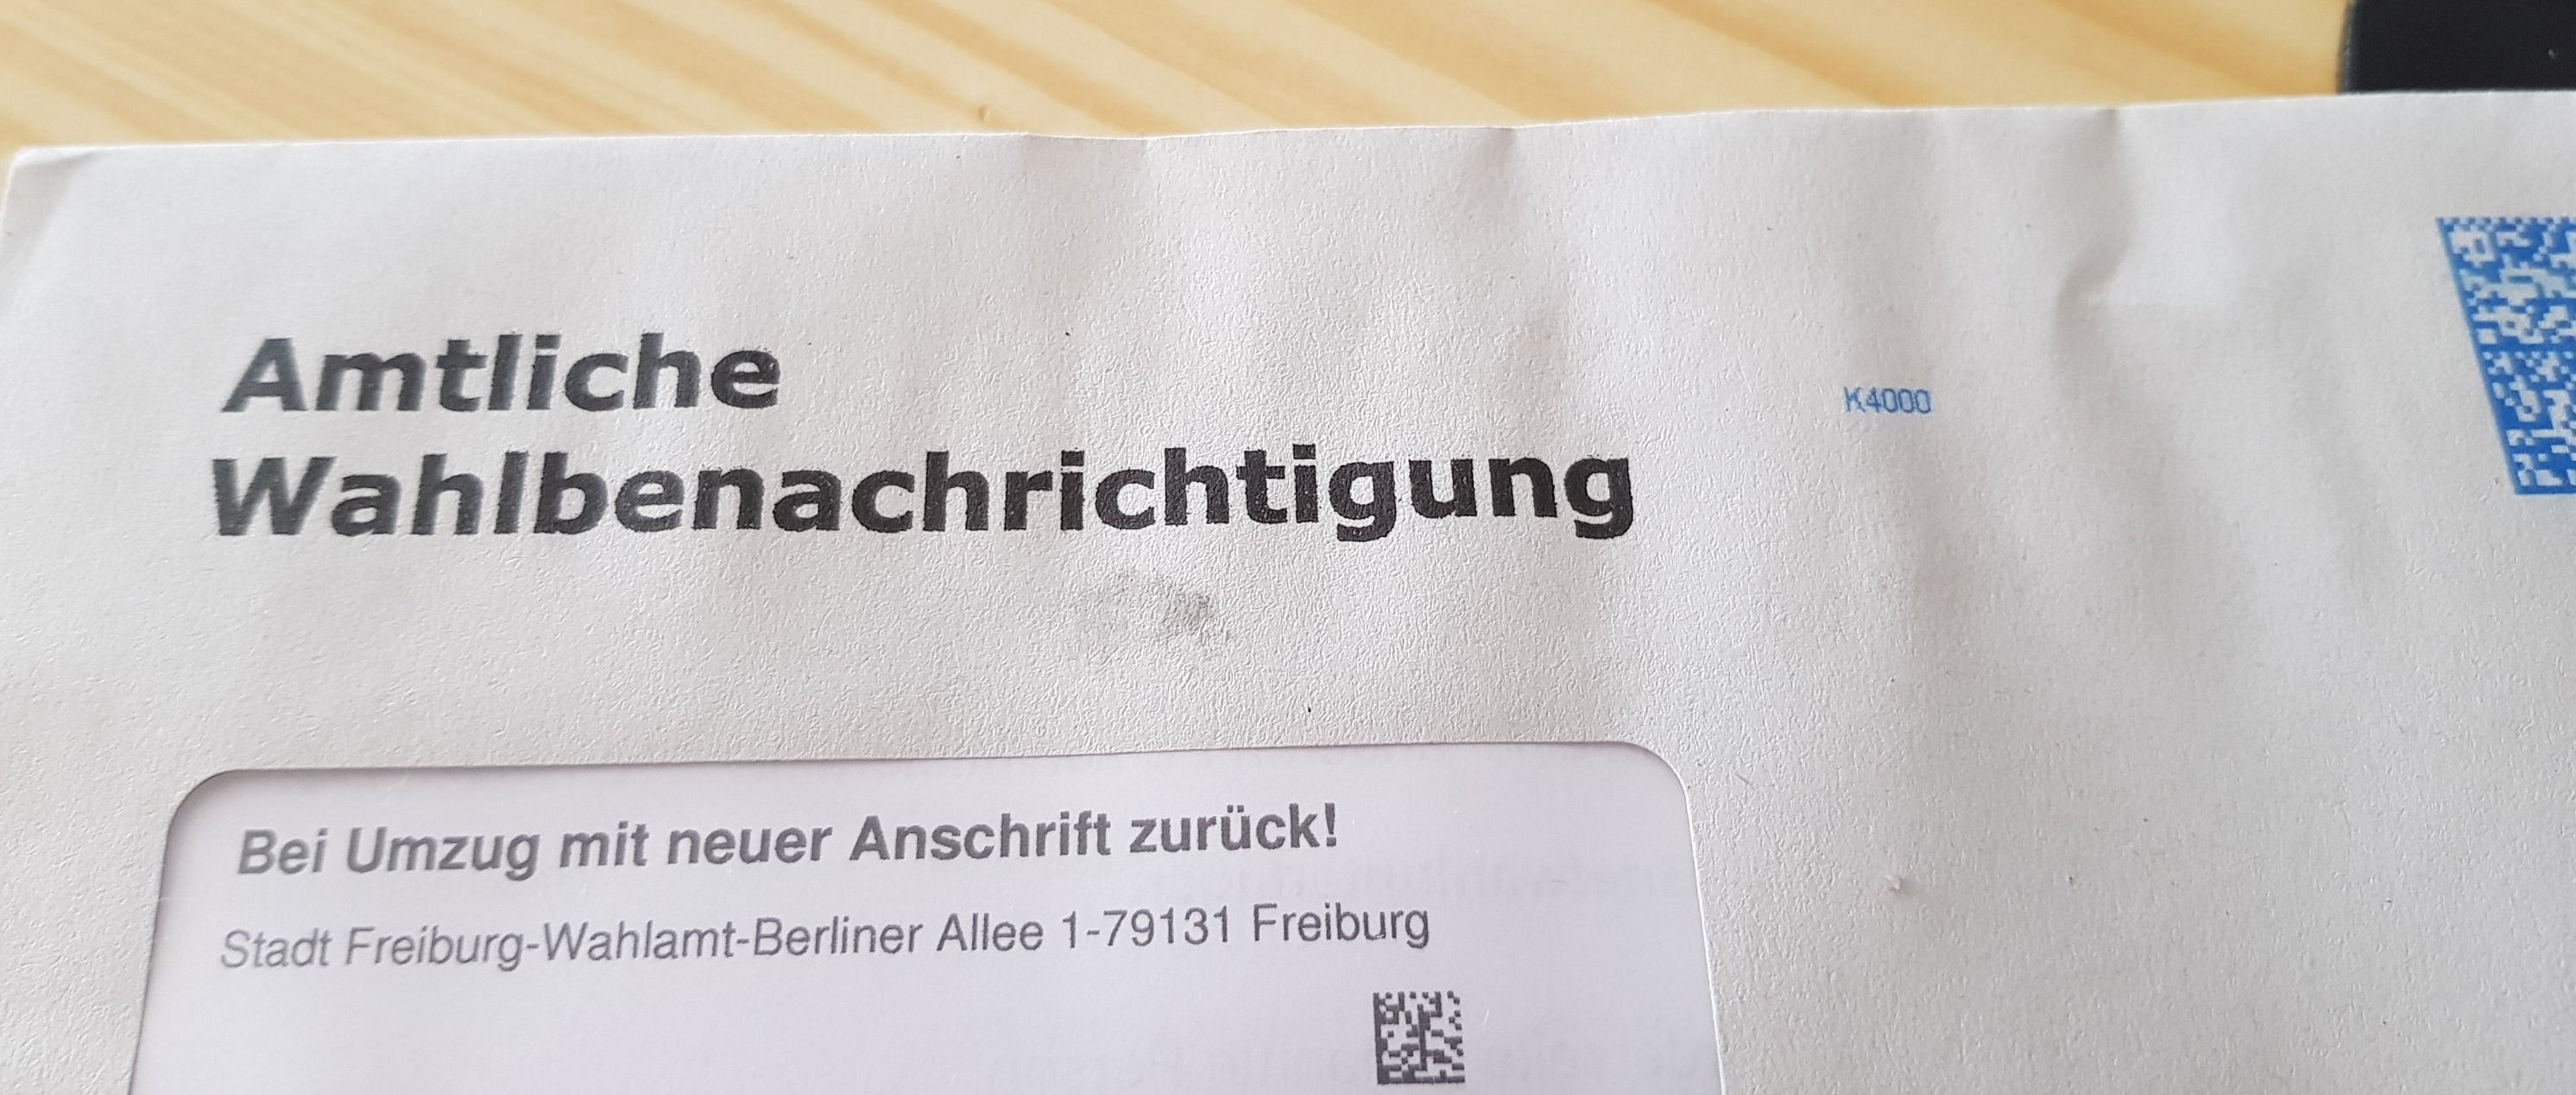 Amtliche
Wahlbenachrichtigung
K4000
Bei Umzug mit neuer Anschrift zurück!
Stadt Freiburg-Wahlamt-Berliner Allee 1-79131 Freiburg